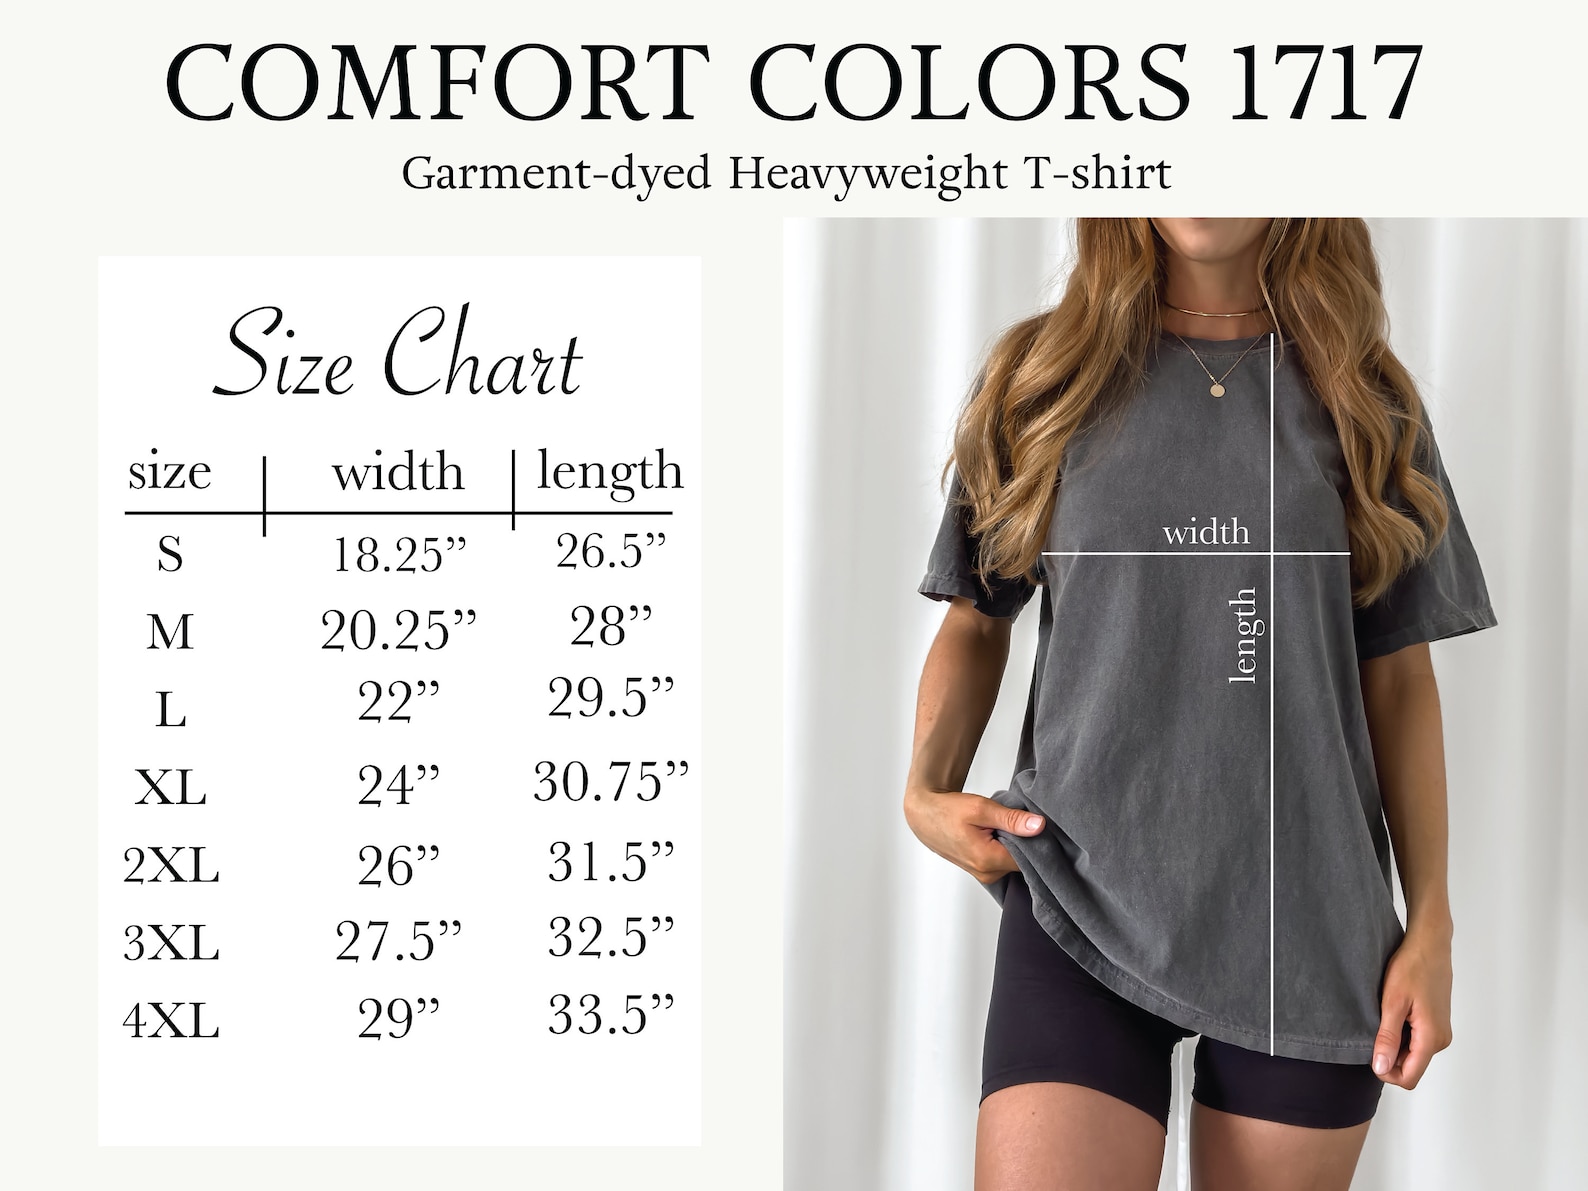 COMFORT COLORS 1717
Garment-dyed Heavyweight T-shirt
Size Chart
size width length
S 18.25” 26.5”
M 20.25” 28”
L 22” 29.5”
XL 24” 30.75”
2XL 26” 31.5”
3XL 27.5” 32.5”
4XL 29” 33.5”
width
length